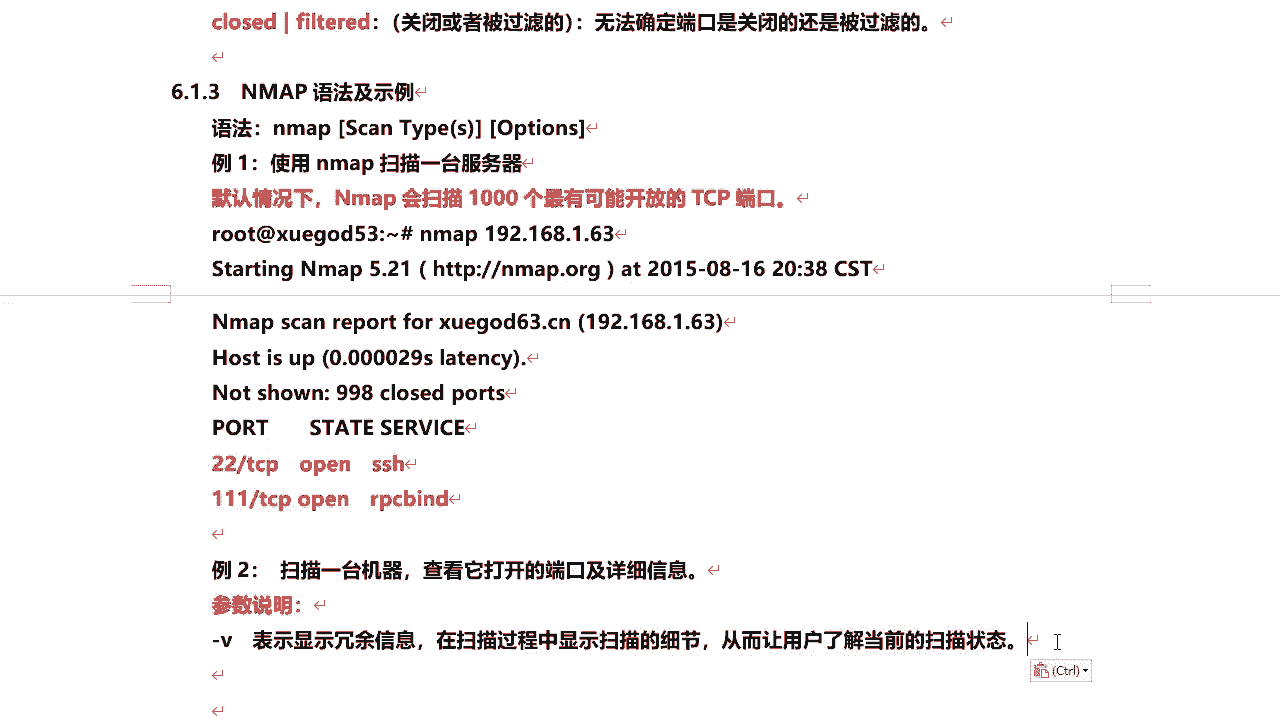 closed | filtered：（关闭或者被过滤的）：无法确定端口是关闭的还是被过滤的。
6.1.3 NMAP 语法及示例
语法：nmap [Scan Type(s)] [Options]
例 1：使用 nmap 扫描一台服务器
默认情况下，Nmap 会扫描 1000 个最有可能开放的 TCP 端口。
root@xuegod53:~# nmap 192.168.1.63
Starting Nmap 5.21 ( http://nmap.org ) at 2015-08-16 20:38 CST
Nmap scan report for xuegod63.cn (192.168.1.63)
Host is up (0.000029s latency).
Not shown: 998 closed ports
PORT STATE SERVICE
22/tcp open ssh
111/tcp open rpcbind
例 2： 扫描一台机器，查看它打开的端口及详细信息。
参数说明：
-v 表示显示冗余信息，在扫描过程中显示扫描的细节，从而让用户了解当前的扫描状态。
(Ctrl)